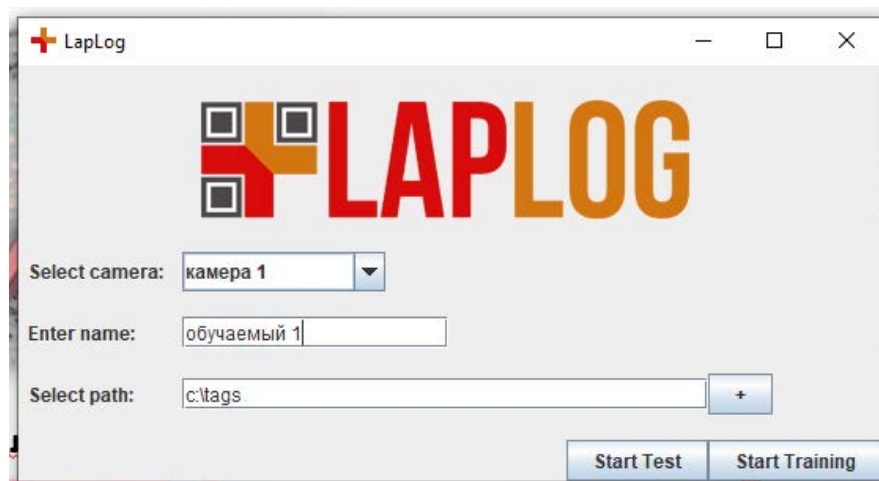 LapLog
LAPLOG
Select camera: камера 1
Enter name: обучаемый 1
Select path: c:\tags +
Start Test Start Training